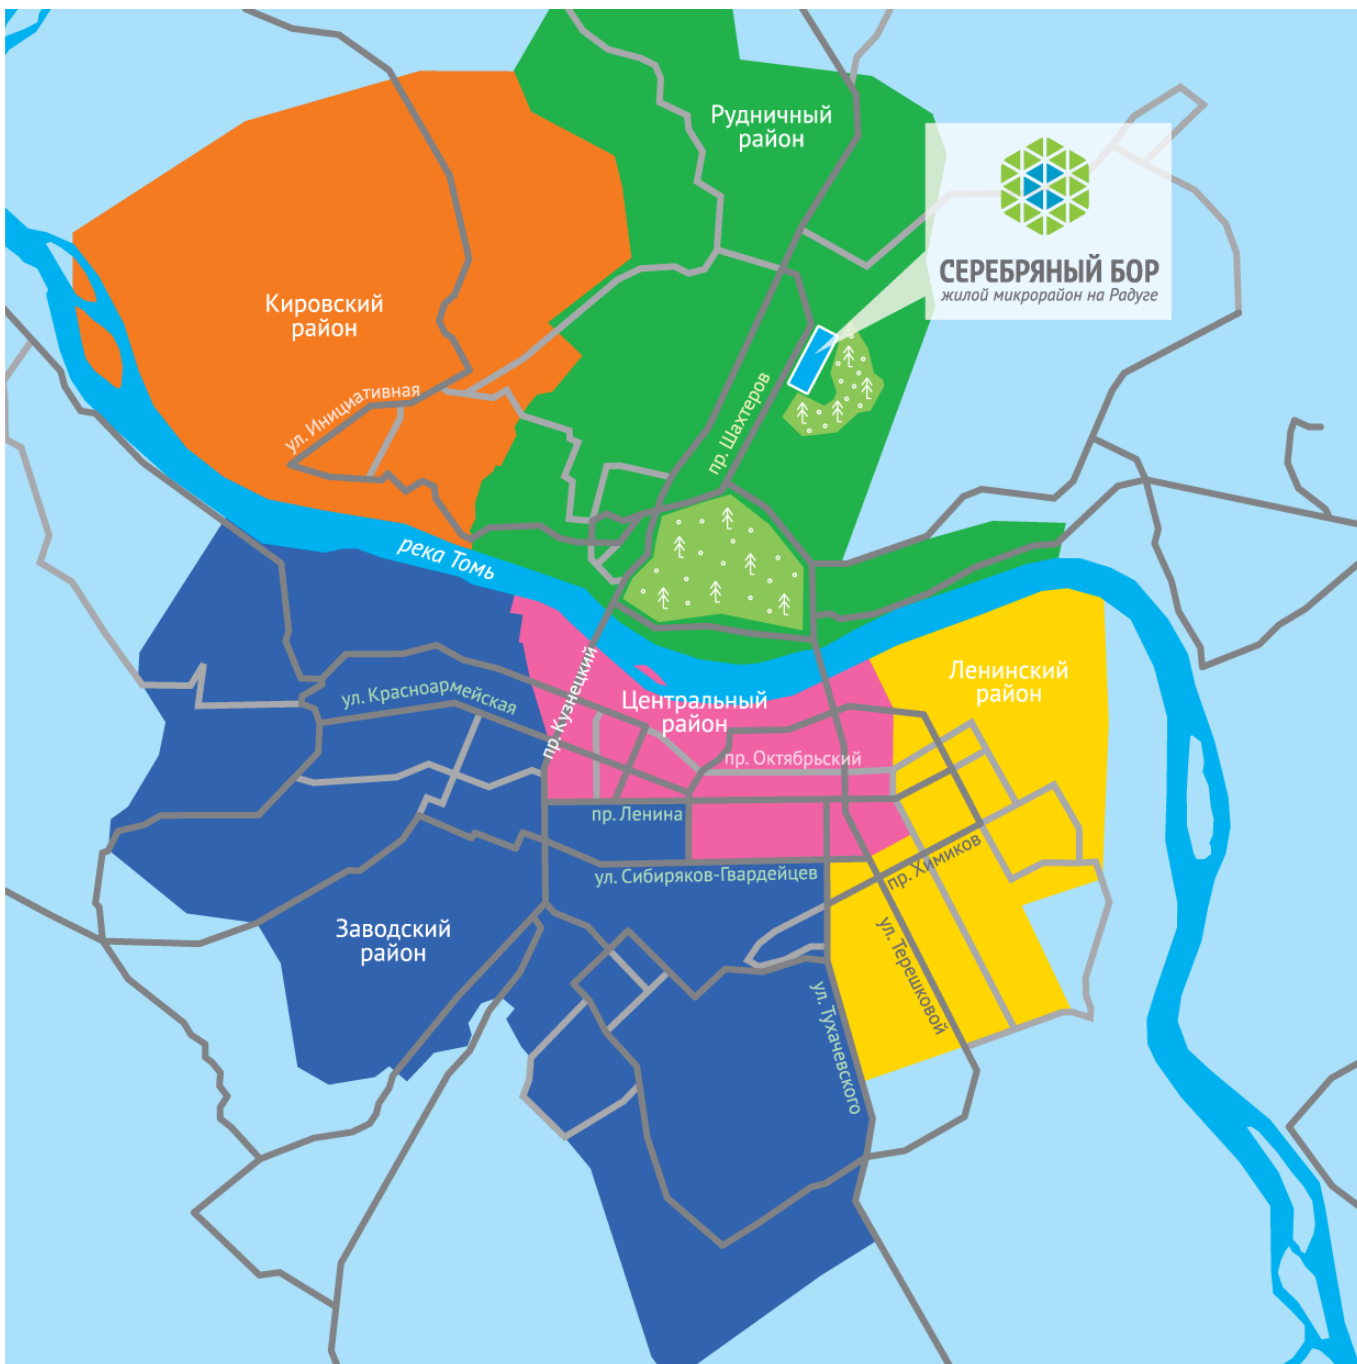 Рудничный
район
СЕРЕБРЯНЫЙ БОР
жилой микрорайон на Радуге
Кировский
район
ул. Инициативная
пр. Шахтеров
река Томь
Ленинский
район
ул. Красноармейская
пр. Кузнецкий
Центральный
район
пр. Октябрьский
пр. Ленина
ул. Сибиряков-Гвардейцев
пр. Химиков
Заводский
район
ул. Терешковой
ул. Тухачевского